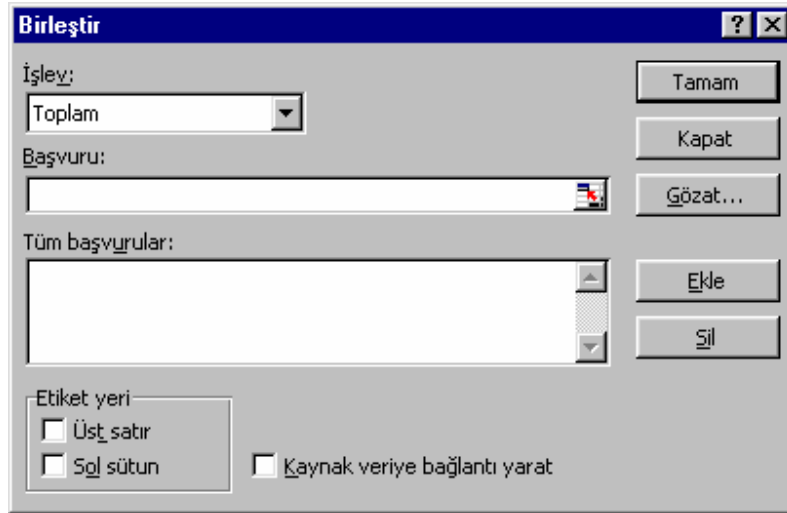 Birleştir
İşlev:
Toplam
Başvuru:
Tüm başvurular:
Etiket yeri
Üst satır
Sol sütun
Kaynak veriye bağlantı yarat
Tamam
Kapat
Gözat...
Ekle
Sil